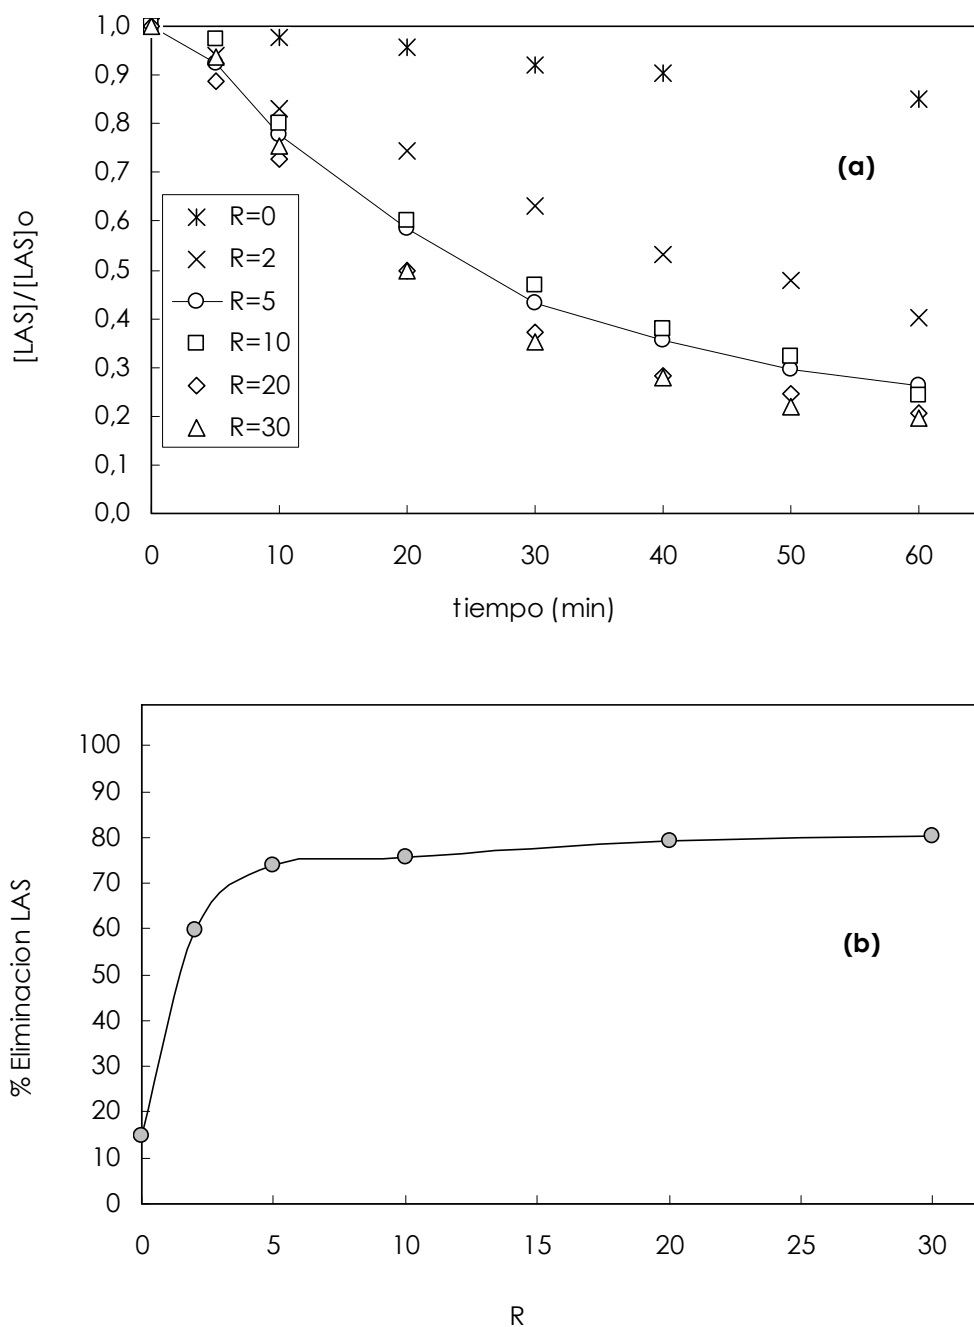 1,0
0,9
0,8
0,7
0,6
0,5
0,4
0,3
0,2
0,1
0,0
[LAS]/[LAS]o
(a)
R=0
R=2
R=5
R=10
R=20
R=30
0 10 20 30 40 50 60
tiempo (min)
100
90
80
70
60
50
40
30
20
10
0
% Eliminacion LAS
(b)
0 5 10 15 20 25 30
R